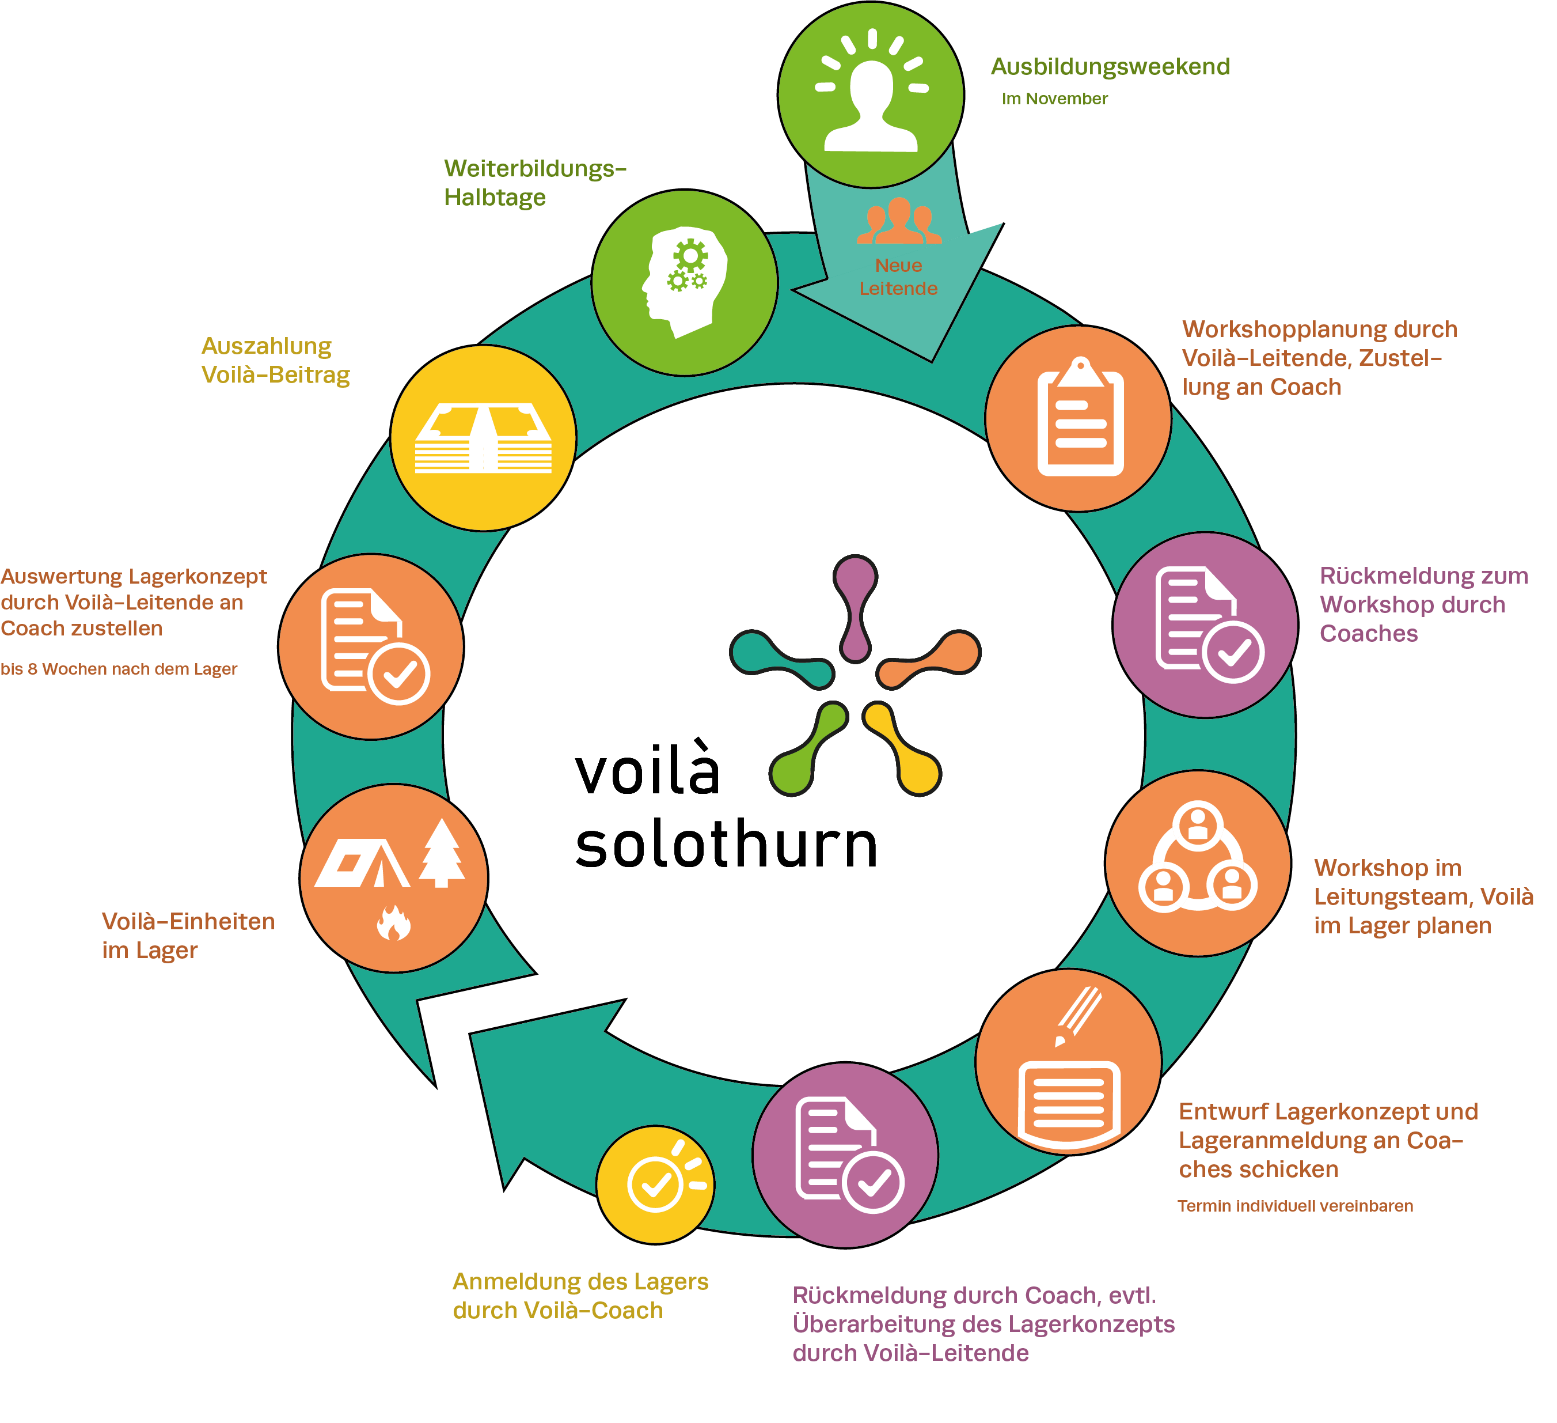 Ausbildungsweekend
Im November
Weiterbildungs-
Halbtage
Neue
Leitende
Workshopplanung durch
Voilà-Leitende, Zustel-
lung an Coach
Auszahlung
Voilà-Beitrag
Rückmeldung zum
Workshop durch
Coaches
Auswertung Lagerkonzept
durch Voilà-Leitende an
Coach zustellen
bis 8 Wochen nach dem Lager
voilà
solothurn
Workshop im
Leitungsteam, Voilà
im Lager planen
Voilà-Einheiten
im Lager
Entwurf Lagerkonzept und
Lageranmeldung an Coa-
ches schicken
Termin individuell vereinbaren
Anmeldung des Lagers
durch Voilà-Coach
Rückmeldung durch Coach, evtl.
Überarbeitung des Lagerkonzepts
durch Voilà-Leitende